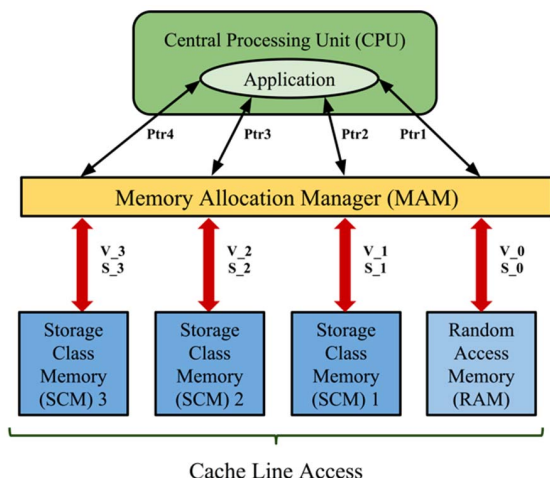 Central Processing Unit (CPU)
Application
Ptr4
Ptr3
Ptr2
Ptr1
Memory Allocation Manager (MAM)
V_3
S_3
V_2
S_2
V_1
S_1
V_0
S_0
Storage
Class
Memory
(SCM) 3
Storage
Class
Memory
(SCM) 2
Storage
Class
Memory
(SCM) 1
Random
Access
Memory
(RAM)
Cache Line Access